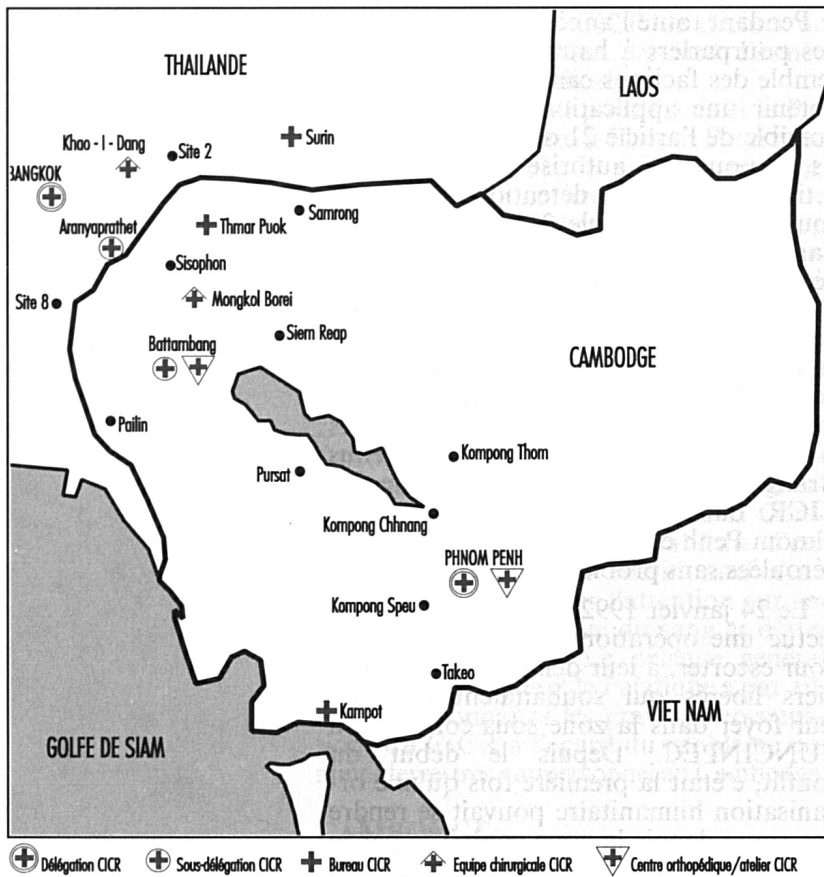 THAILANDE
LAOS
Khao - I - Dang
Site 2
Surin
BANGKOK
Aranyaprathet
Thmar Puok
Samrong
Sisophon
Site 8
Mongkol Borei
Siem Reap
Battambang
CAMBODGE
Pailin
Kompong Thom
Pursat
Kompong Chhnang
PHNOM PENH
Kompong Speu
Takeo
Kampot
VIET NAM
GOLFE DE SIAM
Délégation CICR Sous-délégation CICR Bureau CICR Equipe chirurgicale CICR Centre orthopédique/atelier CICR